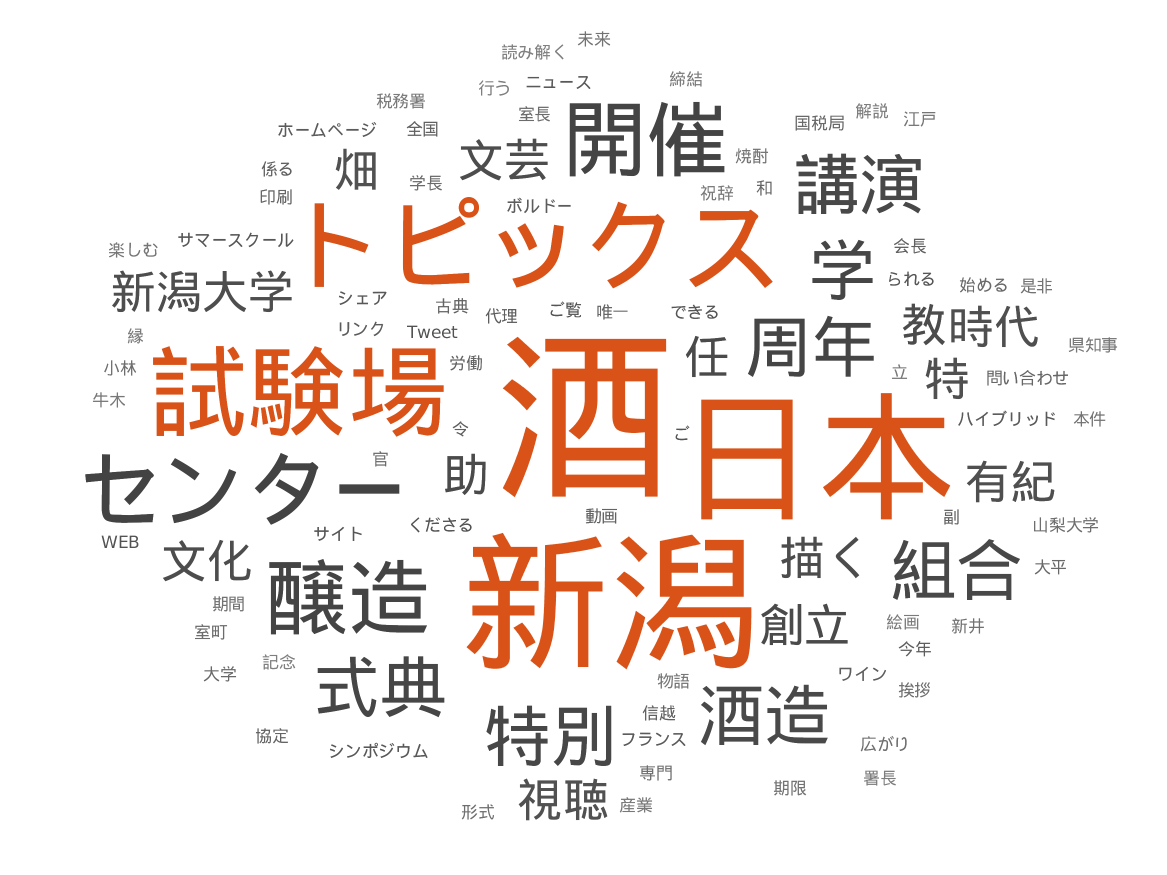 未来
読み解く
行う ニュース 締結
税務署 室長 開催 国税局 解説 江戸
ホームページ 全国 文芸 焼酎 講演
係る 畑 学長 祝辞 和
印刷 トピックス ボルドー
楽しむ サマースクール 学 会長
新潟大学 シェア 古典 代理 ご覧 唯一 できる られる 始める 是非
縁 リンク Tweet 任 周年 教時代 県知事
小林 試験場 労働 酒 立 特 問い合わせ
牛木 令 ご 日本 ハイブリッド 本件
センター 官 助 有紀
WEB サイト くださる 動画 副 山梨大学
文化 醸造 新潟 描く 組合 大平
期間 創立 絵画 新井
室町 今年
大学 記念 式典 物語 ワイン 挨拶
協定 シンポジウム 特別 信越 酒造
フランス 広がり
専門 署長
形式 視聴 産業 期限